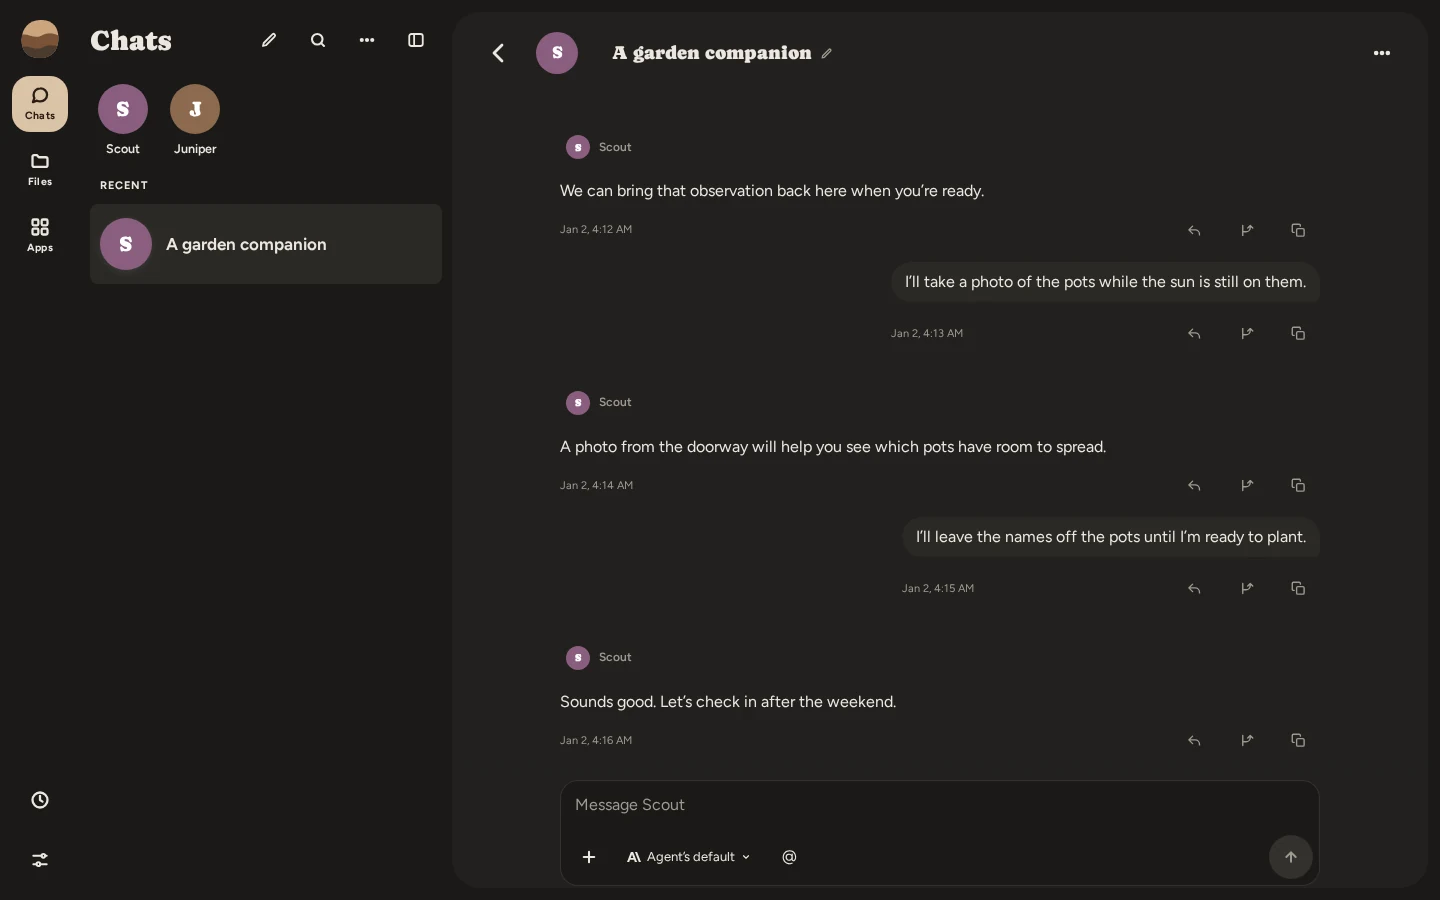 Chats
Chats
Files
Apps
S
Scout
J
Juniper
RECENT
S
A garden companion
S
A garden companion
S
Scout
We can bring that observation back here when you’re ready.
Jan 2, 4:12 AM
I’ll take a photo of the pots while the sun is still on them.
Jan 2, 4:13 AM
S
Scout
A photo from the doorway will help you see which pots have room to spread.
Jan 2, 4:14 AM
I’ll leave the names off the pots until I’m ready to plant.
Jan 2, 4:15 AM
S
Scout
Sounds good. Let’s check in after the weekend.
Jan 2, 4:16 AM
Message Scout
A\ Agent’s default
@